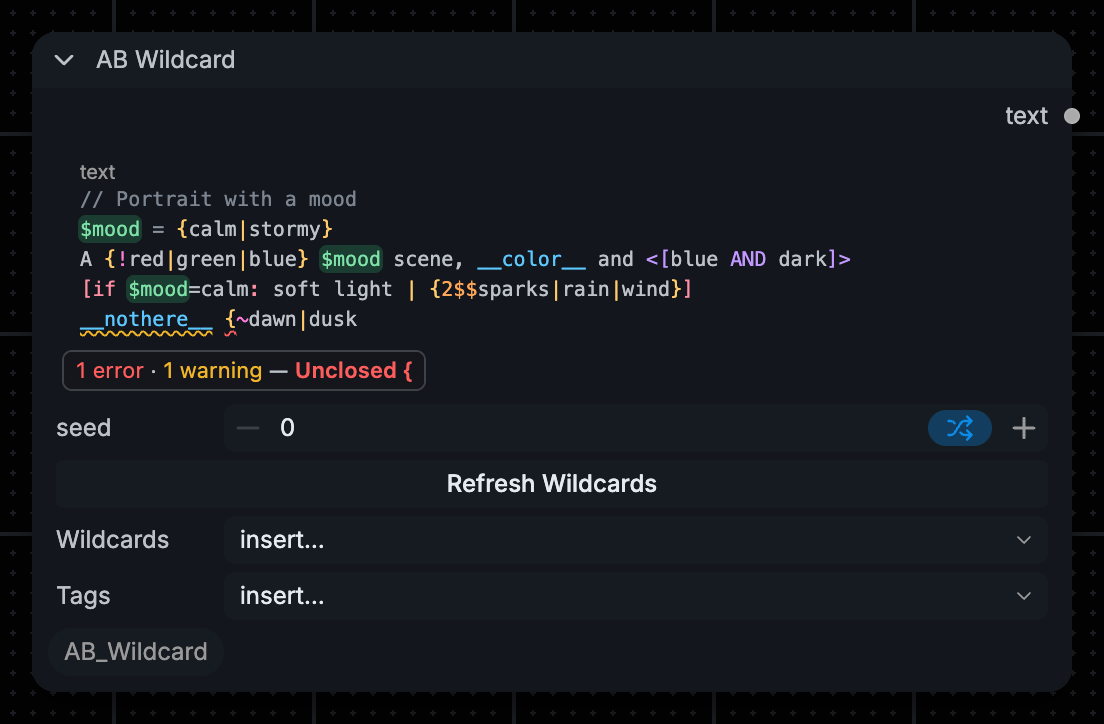 AB Wildcard
text
text
// Portrait with a mood
$mood = {calm|stormy}
A {!red|green|blue} $mood scene, __color__ and <[blue AND dark]>
[if $mood=calm: soft light | {2$$sparks|rain|wind}]
__nothere__ {~dawn|dusk
1 error · 1 warning — Unclosed {
seed — 0 +
Refresh Wildcards
Wildcards insert...
Tags insert...
AB_Wildcard